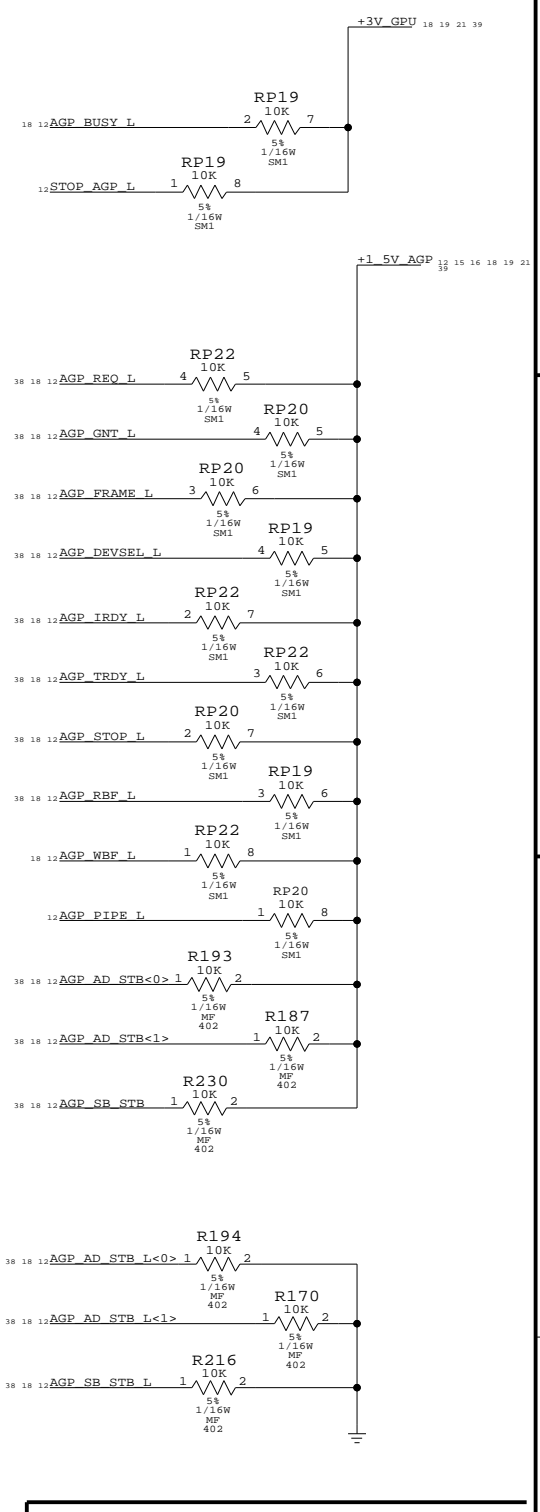 +3V_GPU 18 19 21 39
RP19
10K
18 12 AGP_BUSY_L 2 7
5%
1/16W
SM1
RP19
10K
12 STOP_AGP_L 1 8
5%
1/16W
SM1
+1_5V_AGP 12 15 16 18 19 21
39
RP22
10K
38 18 12 AGP_REQ_L 4 5
5%
1/16W
SM1
RP20
10K
38 18 12 AGP_GNT_L 4 5
5%
1/16W
SM1
RP20
10K
38 18 12 AGP_FRAME_L 3 6
5%
1/16W
SM1
RP19
10K
38 18 12 AGP_DEVSEL_L 4 5
5%
1/16W
SM1
RP22
10K
38 18 12 AGP_IRDY_L 2 7
5%
1/16W
SM1
RP22
10K
38 18 12 AGP_TRDY_L 3 6
5%
1/16W
SM1
RP20
10K
38 18 12 AGP_STOP_L 2 7
5%
1/16W
SM1
RP19
10K
38 18 12 AGP_RBF_L 3 6
5%
1/16W
SM1
RP22
10K
18 12 AGP_WBF_L 1 8
5%
1/16W
SM1
RP20
10K
12 AGP_PIPE_L 1 8
5%
1/16W
SM1
R193
10K
38 18 12 AGP_AD_STB<0> 1 2
5%
1/16W
MF
402
R187
10K
38 18 12 AGP_AD_STB<1> 1 2
5%
1/16W
MF
402
R230
10K
38 18 12 AGP_SB_STB 1 2
5%
1/16W
MF
402
R194
10K
38 18 12 AGP_AD_STB_L<0> 1 2
5%
1/16W
MF
402
R170
10K
38 18 12 AGP_AD_STB_L<1> 1 2
5%
1/16W
MF
402
R216
10K
38 18 12 AGP_SB_STB_L 1 2
5%
1/16W
MF
402